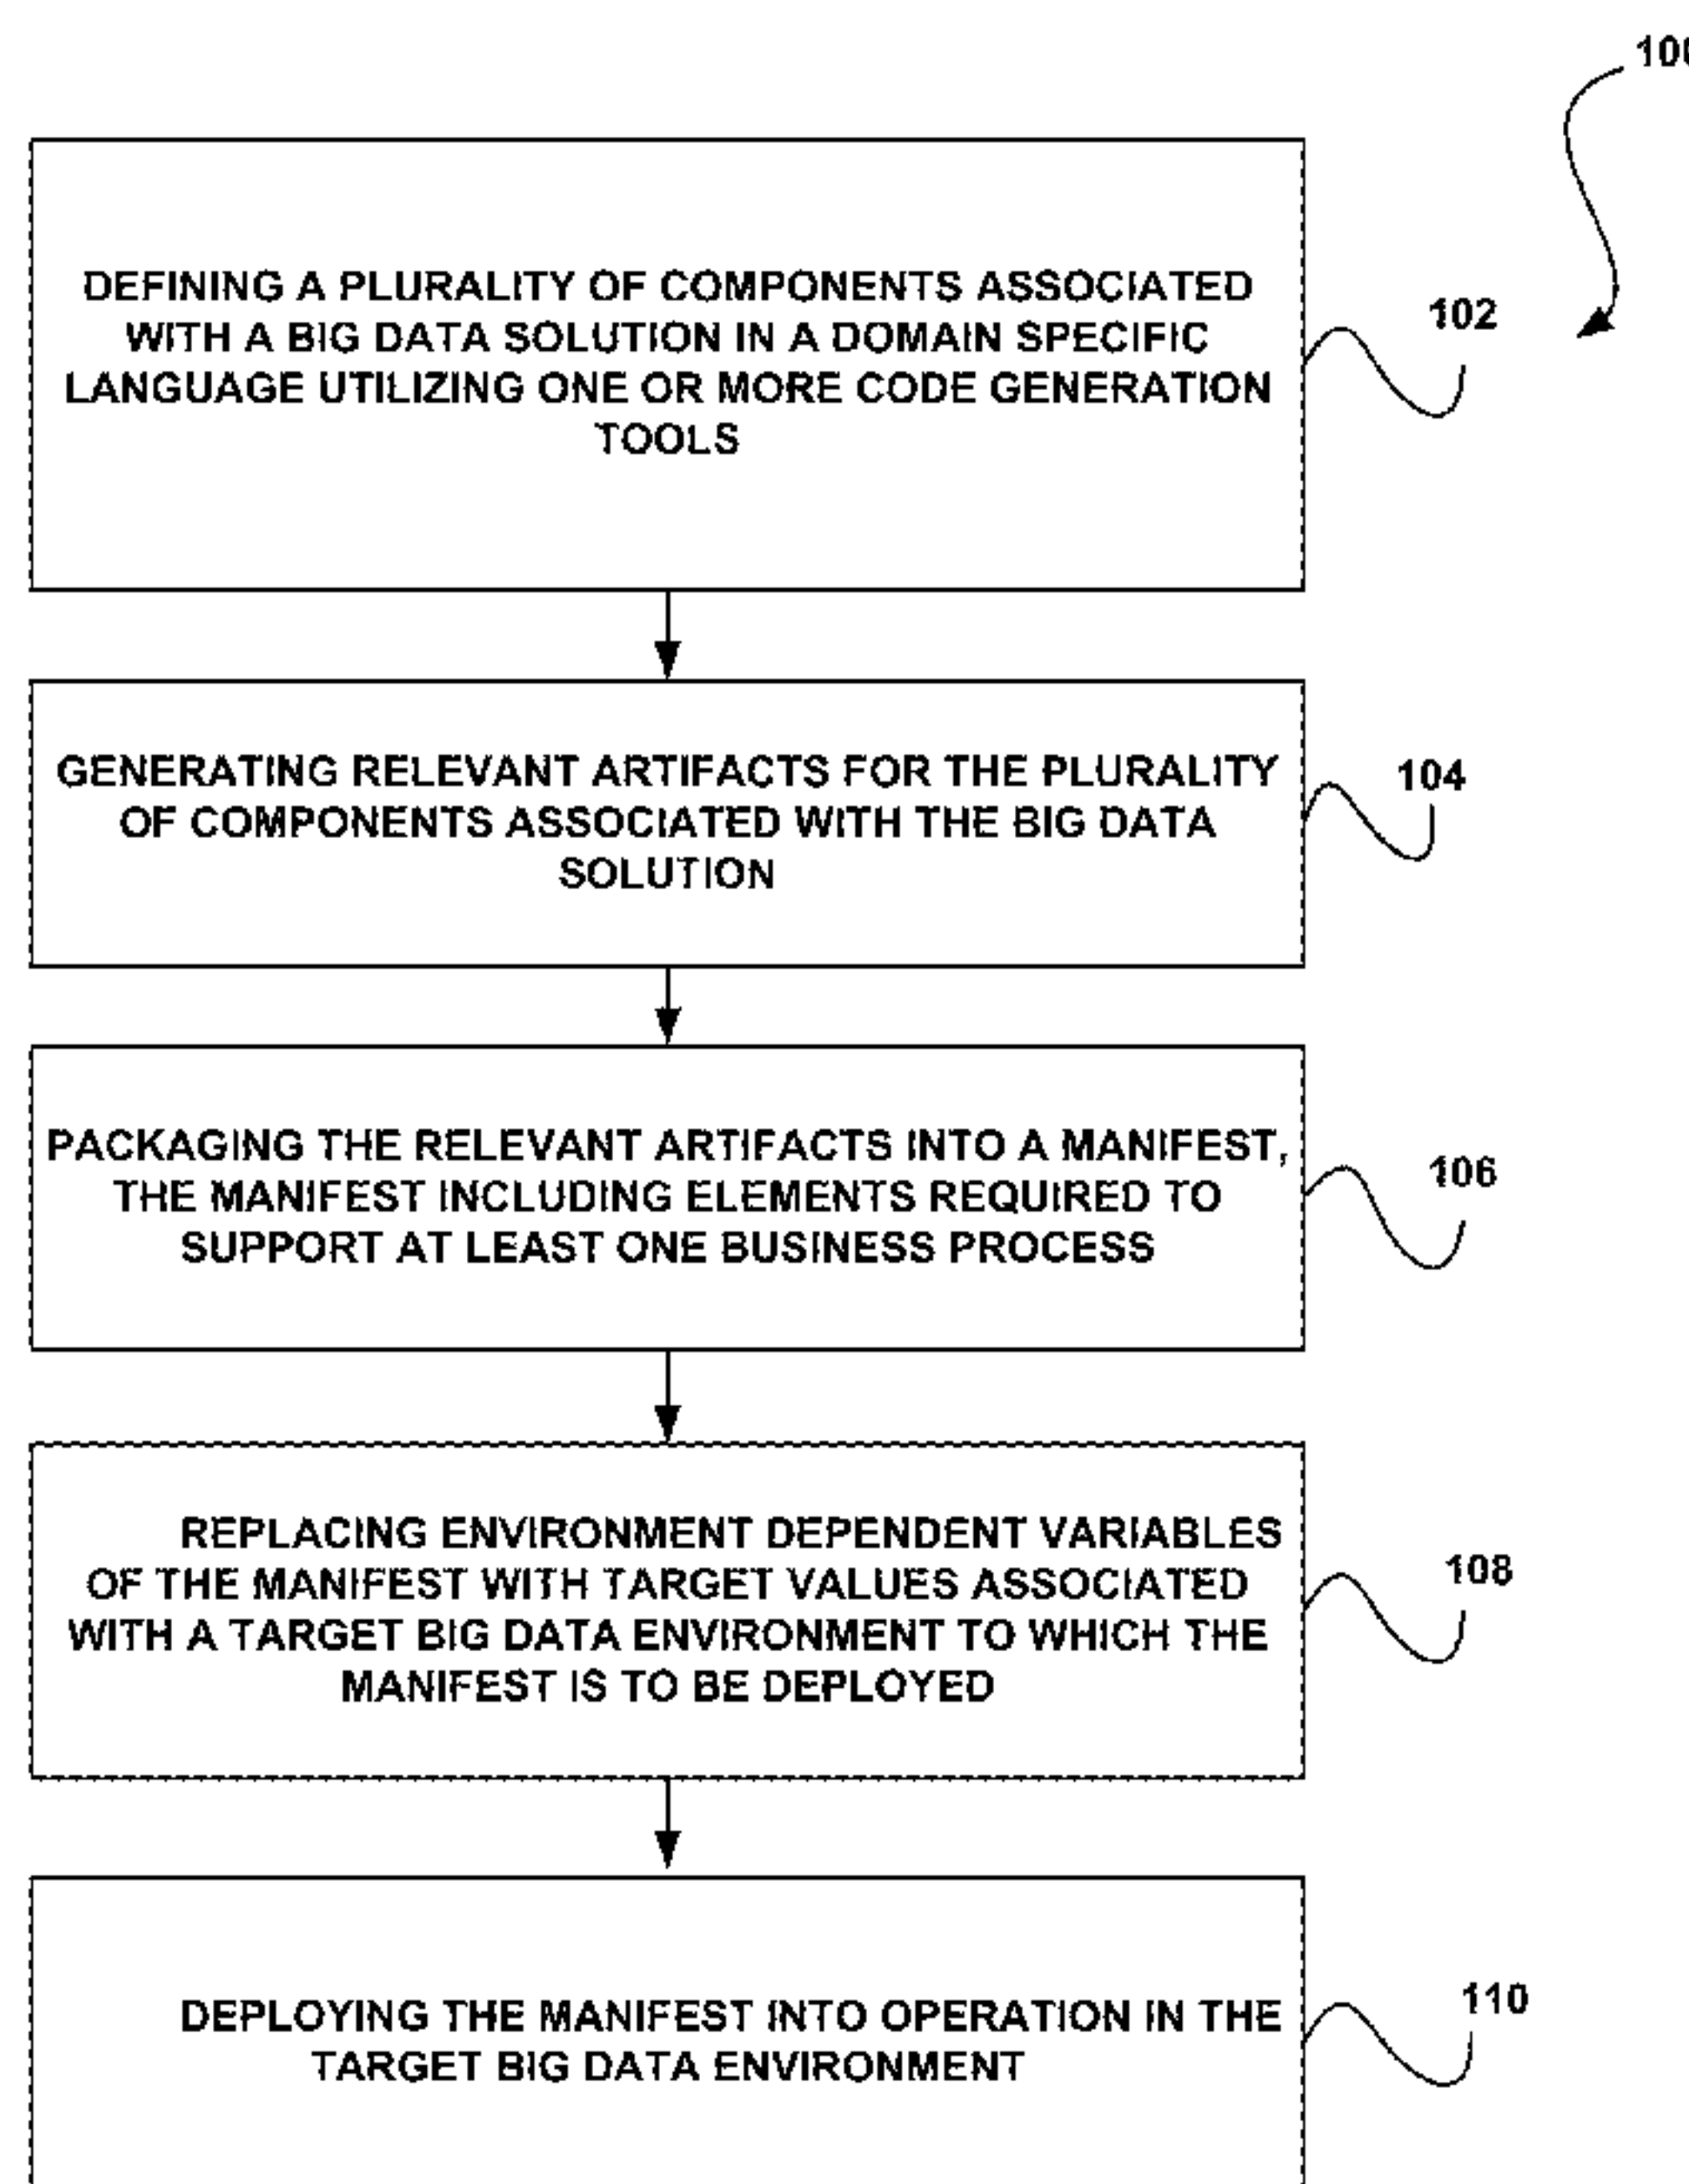 100
DEFINING A PLURALITY OF COMPONENTS ASSOCIATED
WITH A BIG DATA SOLUTION IN A DOMAIN SPECIFIC
LANGUAGE UTILIZING ONE OR MORE CODE GENERATION
TOOLS
102
GENERATING RELEVANT ARTIFACTS FOR THE PLURALITY
OF COMPONENTS ASSOCIATED WITH THE BIG DATA
SOLUTION
104
PACKAGING THE RELEVANT ARTIFACTS INTO A MANIFEST,
THE MANIFEST INCLUDING ELEMENTS REQUIRED TO
SUPPORT AT LEAST ONE BUSINESS PROCESS
106
REPLACING ENVIRONMENT DEPENDENT VARIABLES
OF THE MANIFEST WITH TARGET VALUES ASSOCIATED
WITH A TARGET BIG DATA ENVIRONMENT TO WHICH THE
MANIFEST IS TO BE DEPLOYED
108
DEPLOYING THE MANIFEST INTO OPERATION IN THE
TARGET BIG DATA ENVIRONMENT
110